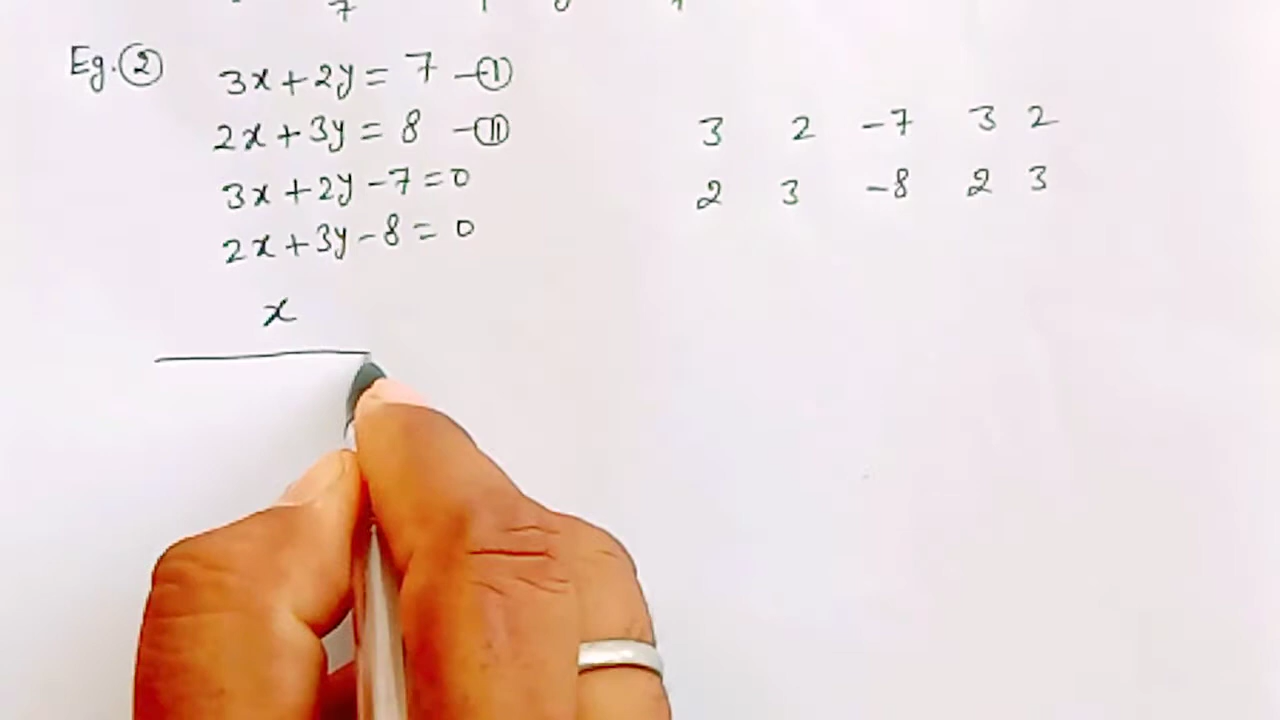 Eg. ②
3x + 2y = 7 - Ⓘ
2x + 3y = 8 - Ⓘ Ⓘ
3x + 2y - 7 = 0
2x + 3y - 8 = 0
3 2 -7 3 2
2 3 -8 2 3
x